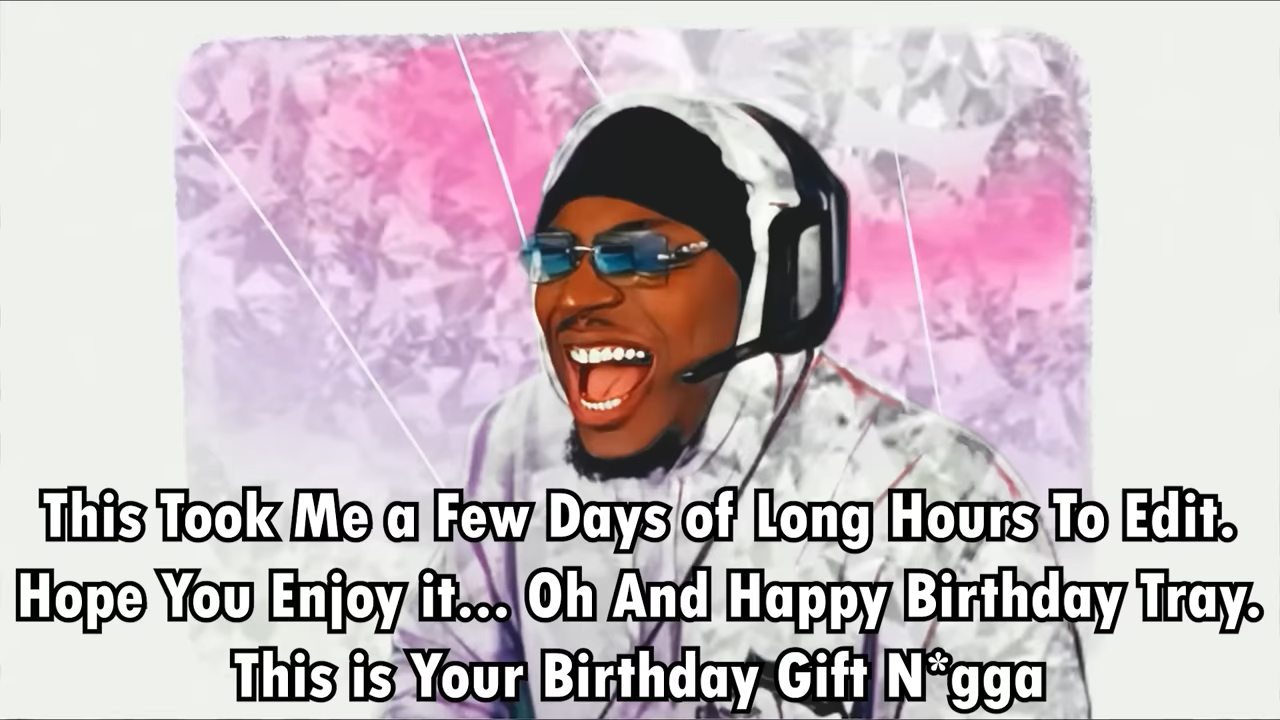 This Took Me a Few Days of Long Hours To Edit.
Hope You Enjoy it... Oh And Happy Birthday Tray.
This is Your Birthday Gift N*gga